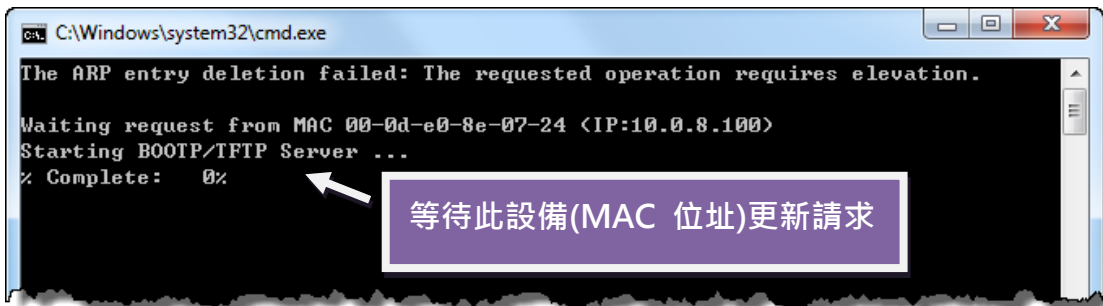 C:\Windows\system32\cmd.exe
The ARP entry deletion failed: The requested operation requires elevation.
Waiting request from MAC 00-0d-e0-8e-07-24 (IP:10.0.8.100)
Starting BOOTP/TFTP Server ...
% Complete:   0%
等待此設備(MAC 位址)更新請求